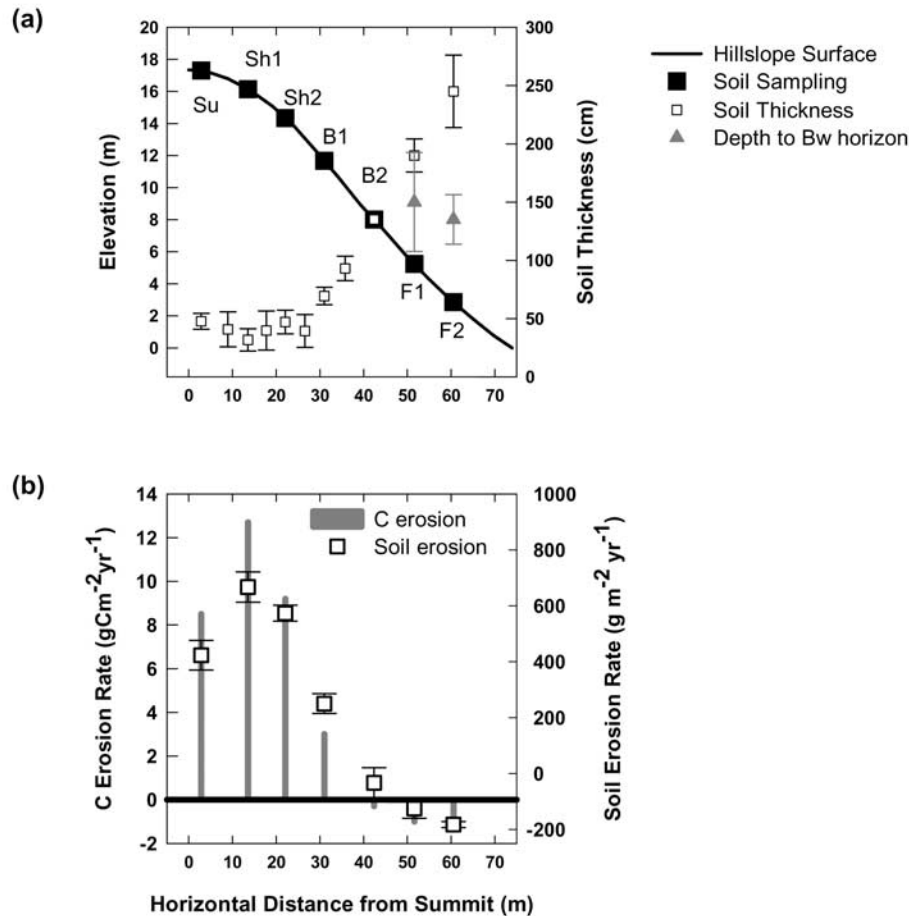 (a)
Elevation (m)
20
18
16
14
12
10
8
6
4
2
0
Su
Sh1
Sh2
B1
B2
F1
F2
300
250
200
150
100
50
0
Soil Thickness (cm)
0 10 20 30 40 50 60 70
Hillslope Surface
Soil Sampling
Soil Thickness
Depth to Bw horizon
(b)
C Erosion Rate (gCm-2yr-1)
14
12
10
8
6
4
2
0
-2
C erosion
Soil erosion
1000
800
600
400
200
0
-200
Soil Erosion Rate (g m-2 yr-1)
0 10 20 30 40 50 60 70
Horizontal Distance from Summit (m)